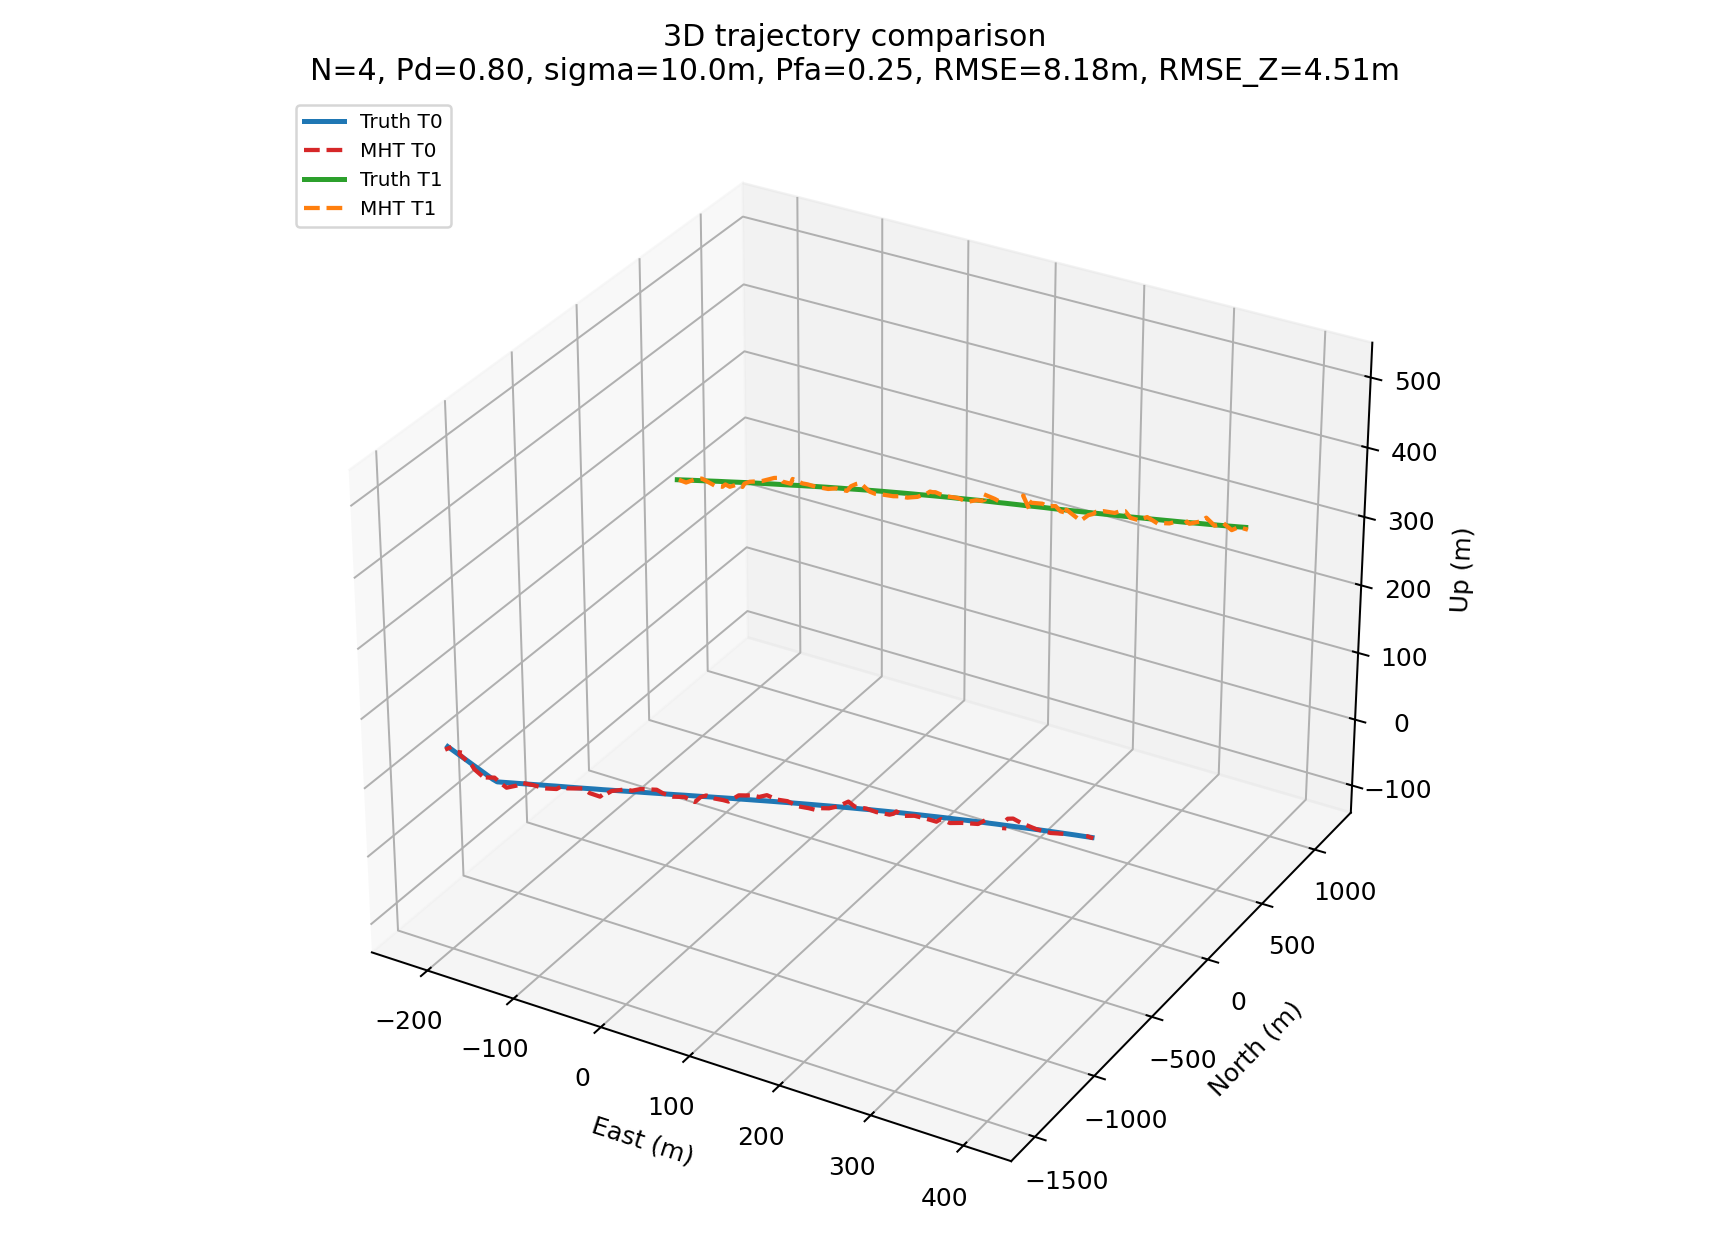 3D trajectory comparison
N=4, Pd=0.80, sigma=10.0m, Pfa=0.25, RMSE=8.18m, RMSE_Z=4.51m
Truth T0
MHT T0
Truth T1
MHT T1
500
400
300
200
100
0
−100
Up (m)
1000
500
0
−500
−1000
−1500
North (m)
−200
−100
0
100
200
300
400
East (m)